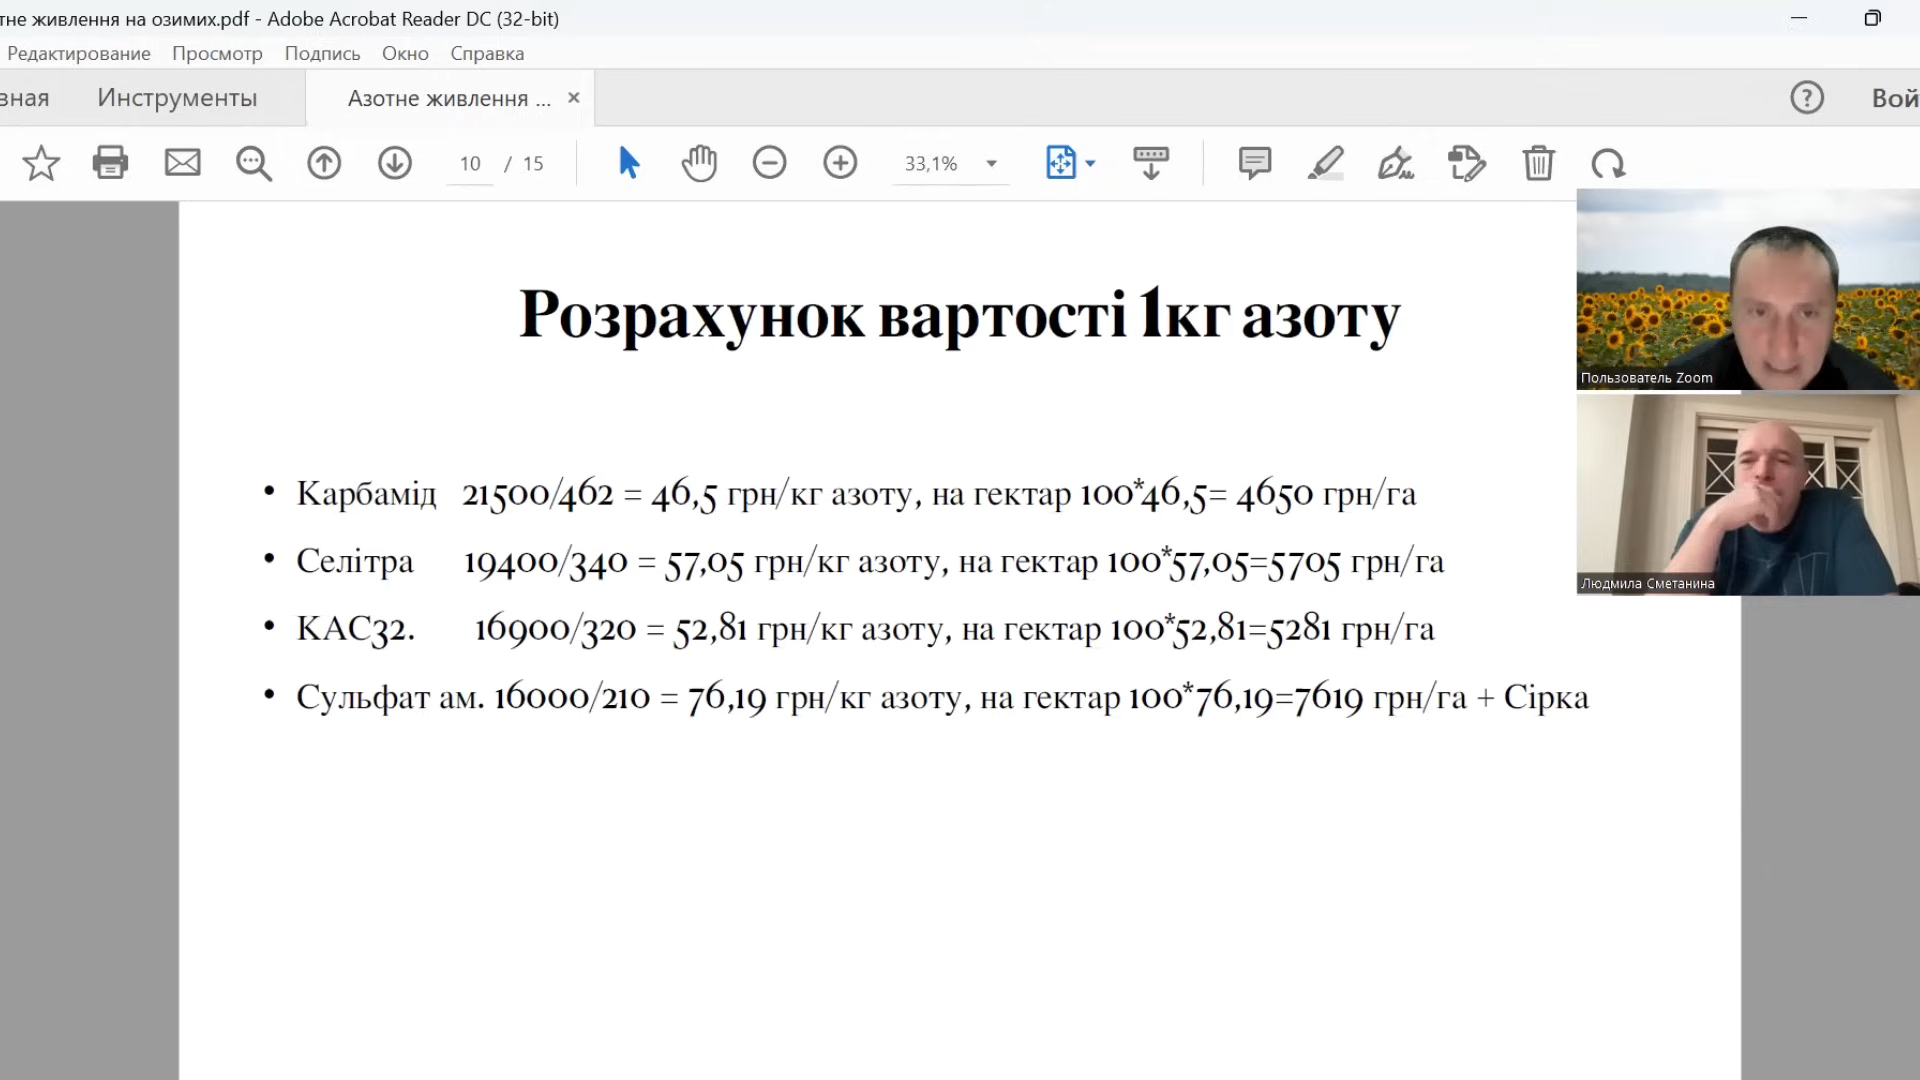 тне живлення на озимих.pdf - Adobe Acrobat Reader DC (32-bit)
Редактирование Просмотр Подпись Окно Справка
вная Инструменты Азотне живлення ... × ? Вой
10 / 15 33,1%
Розрахунок вартості 1кг азоту
• Карбамід 21500/462 = 46,5 грн/кг азоту, на гектар 100*46,5= 4650 грн/га
• Селітра 19400/340 = 57,05 грн/кг азоту, на гектар 100*57,05=5705 грн/га
• КАС32. 16900/320 = 52,81 грн/кг азоту, на гектар 100*52,81=5281 грн/га
• Сульфат ам. 16000/210 = 76,19 грн/кг азоту, на гектар 100*76,19=7619 грн/га + Сірка
Пользователь Zoom
Людмила Сметанина